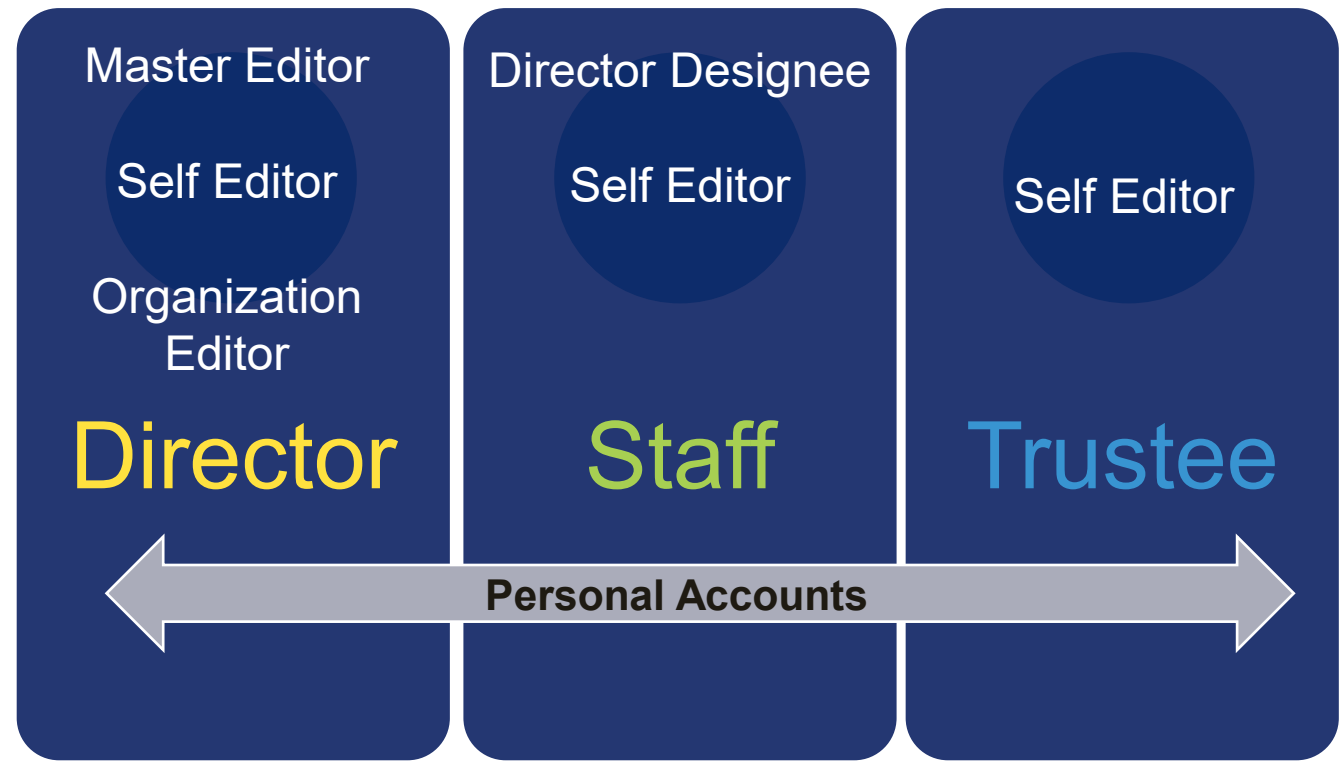 Master Editor
Self Editor
Organization
Editor
Director
Director Designee
Self Editor
Staff
Self Editor
Trustee
Personal Accounts